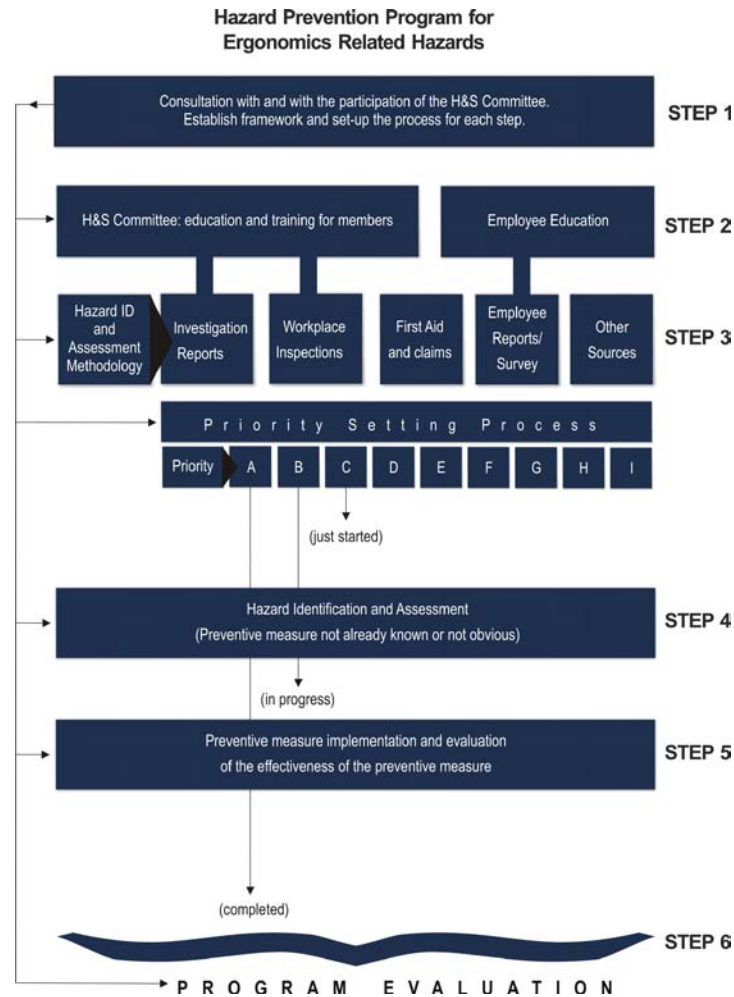 Hazard Prevention Program for
Ergonomics Related Hazards
Consultation with and with the participation of the H&S Committee.
Establish framework and set-up the process for each step.
STEP 1
H&S Committee: education and training for members
Employee Education
STEP 2
Hazard ID
and
Assessment
Methodology
Investigation
Reports
Workplace
Inspections
First Aid
and claims
Employee
Reports/
Survey
Other
Sources
STEP 3
Priority Setting Process
Priority
A
B
C
D
E
F
G
H
I
(just started)
Hazard Identification and Assessment
(Preventive measure not already known or not obvious)
STEP 4
(in progress)
Preventive measure implementation and evaluation
of the effectiveness of the preventive measure
STEP 5
(completed)
STEP 6
PROGRAM EVALUATION